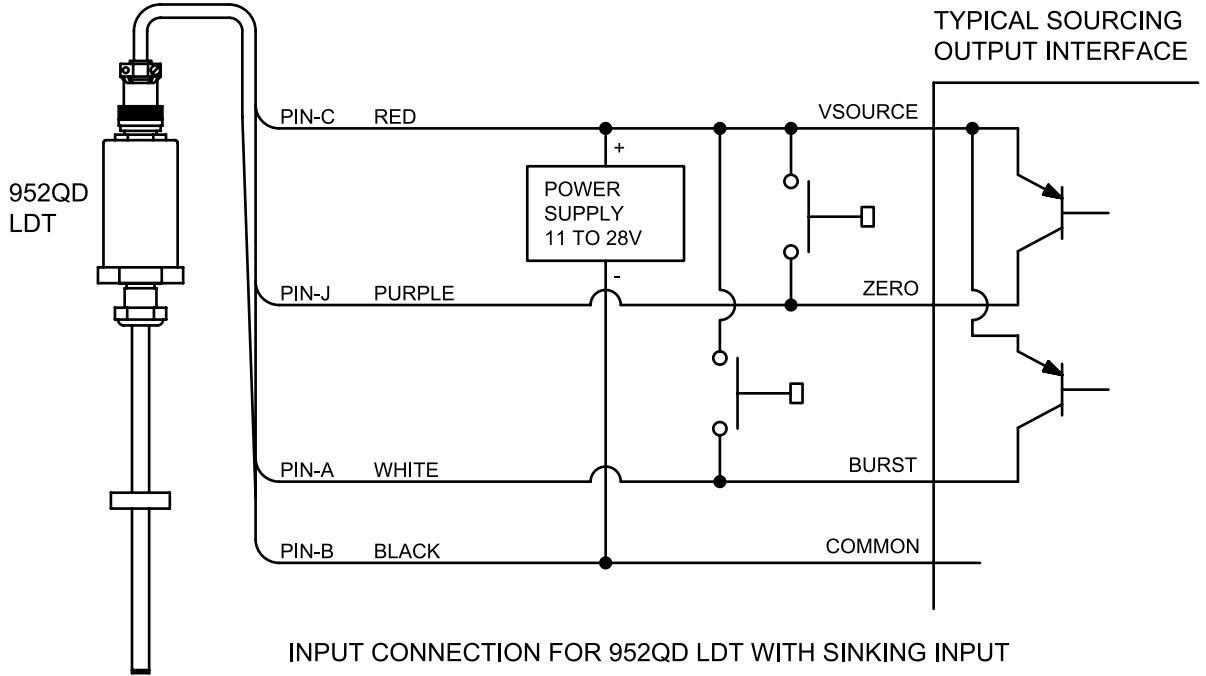 TYPICAL SOURCING
OUTPUT INTERFACE
PIN-C RED VSOURCE
+
952QD
LDT
POWER
SUPPLY
11 TO 28V
-
PIN-J PURPLE ZERO
PIN-A WHITE BURST
PIN-B BLACK COMMON
INPUT CONNECTION FOR 952QD LDT WITH SINKING INPUT